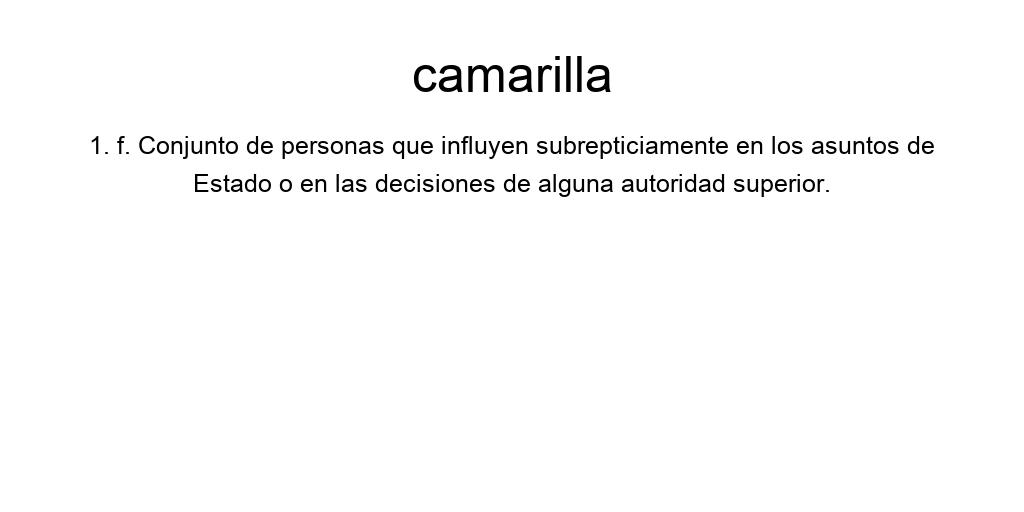 camarilla
1. f. Conjunto de personas que influyen subrepticiamente en los asuntos de
Estado o en las decisiones de alguna autoridad superior.